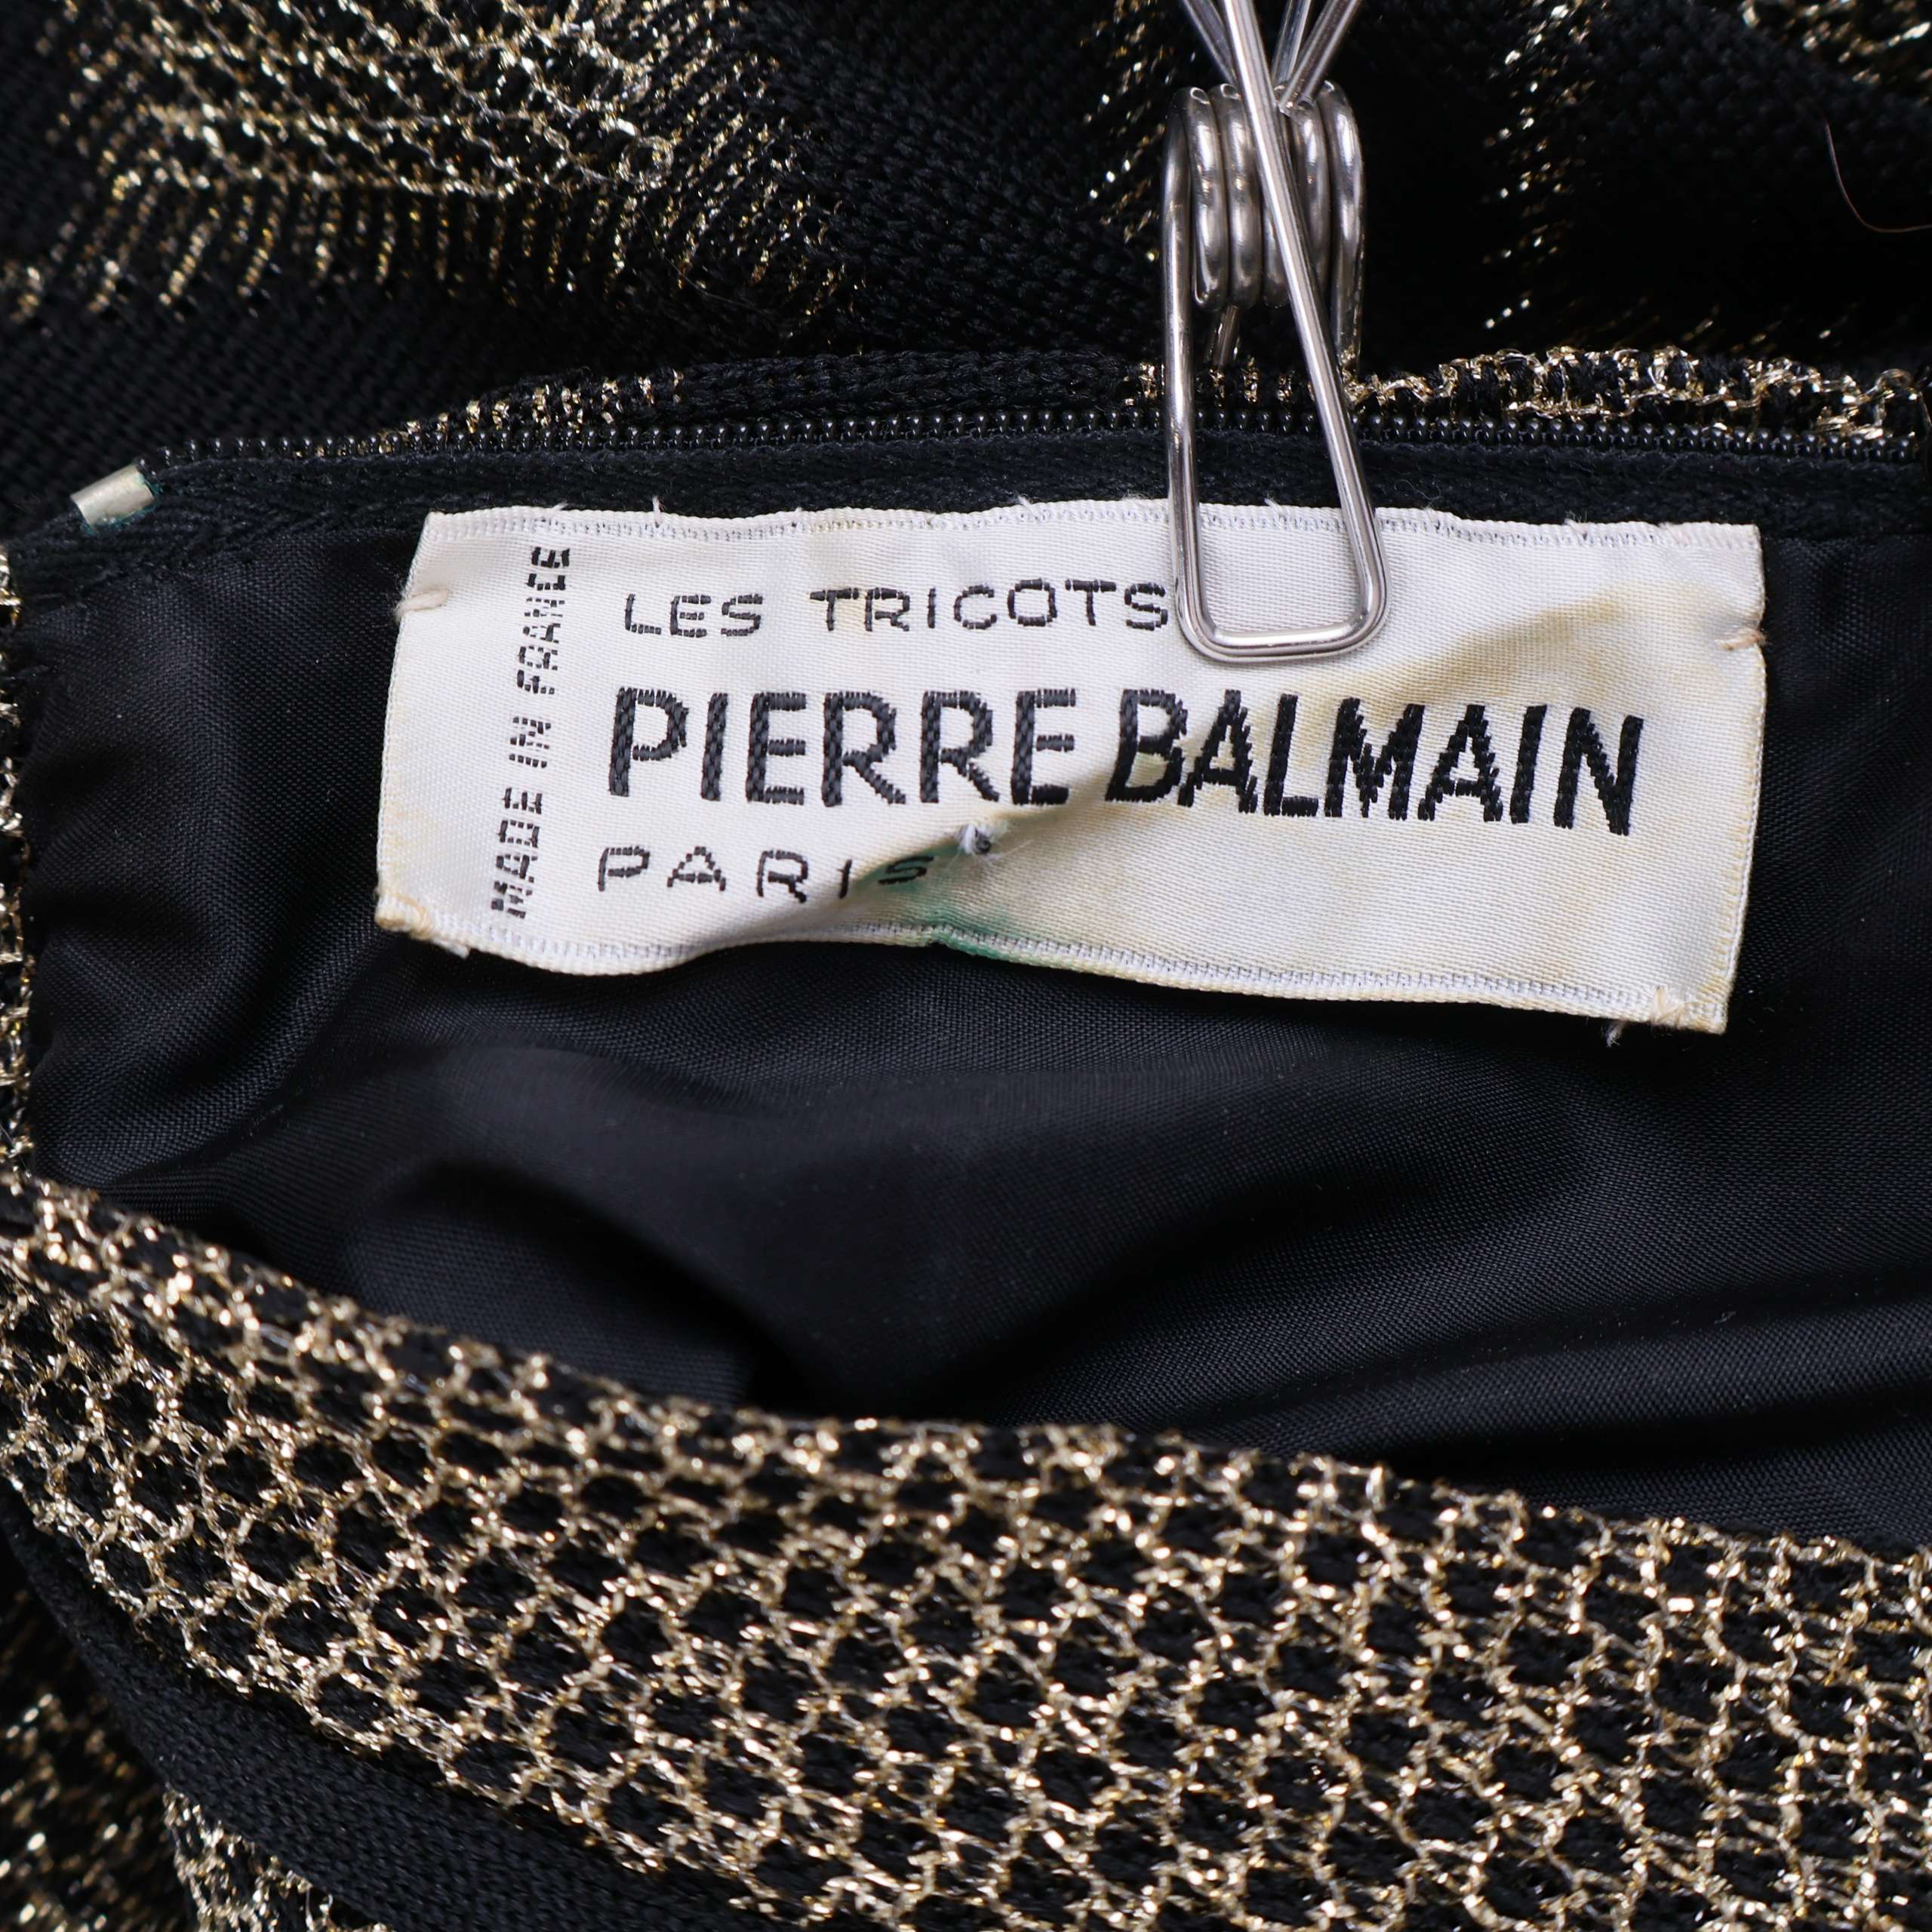 MADE IN FRANCE
LES TRICOTS
PIERRE BALMAIN
PARIS